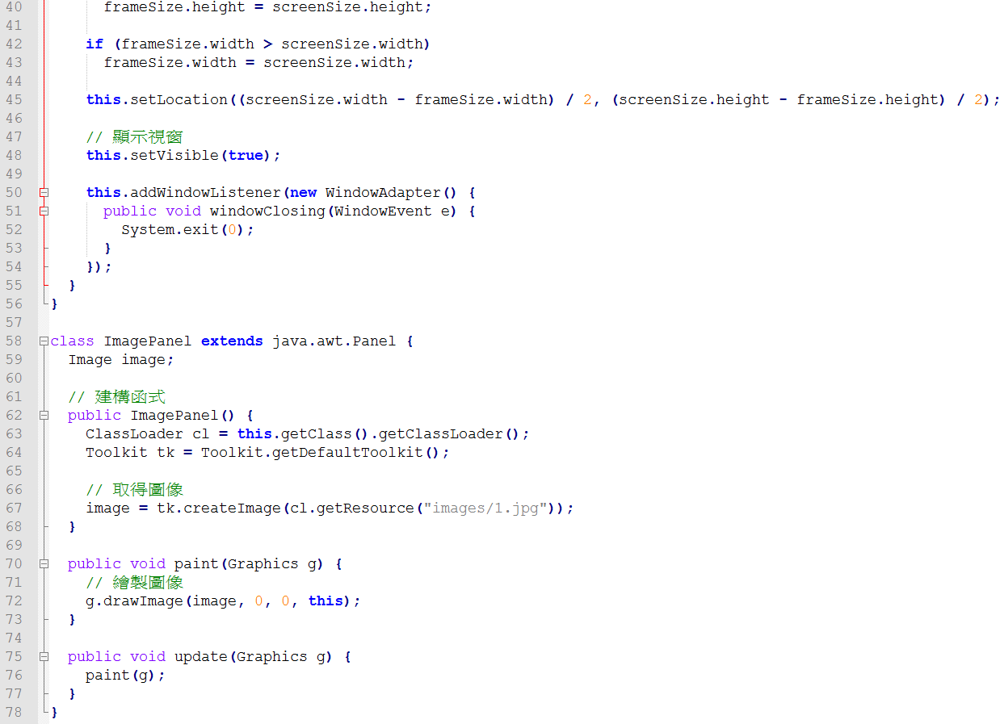 40 frameSize.height = screenSize.height;
41
42 if (frameSize.width > screenSize.width)
43 frameSize.width = screenSize.width;
44
45 this.setLocation((screenSize.width - frameSize.width) / 2, (screenSize.height - frameSize.height) / 2);
46
47 // 顯示視窗
48 this.setVisible(true);
49
50 this.addWindowListener(new WindowAdapter() {
51 public void windowClosing(WindowEvent e) {
52 System.exit(0);
53 }
54 });
55 }
56 }
57
58 class ImagePanel extends java.awt.Panel {
59 Image image;
60
61 // 建構函式
62 public ImagePanel() {
63 ClassLoader cl = this.getClass().getClassLoader();
64 Toolkit tk = Toolkit.getDefaultToolkit();
65
66 // 取得圖像
67 image = tk.createImage(cl.getResource("images/1.jpg"));
68 }
69
70 public void paint(Graphics g) {
71 // 繪製圖像
72 g.drawImage(image, 0, 0, this);
73 }
74
75 public void update(Graphics g) {
76 paint(g);
77 }
78 }